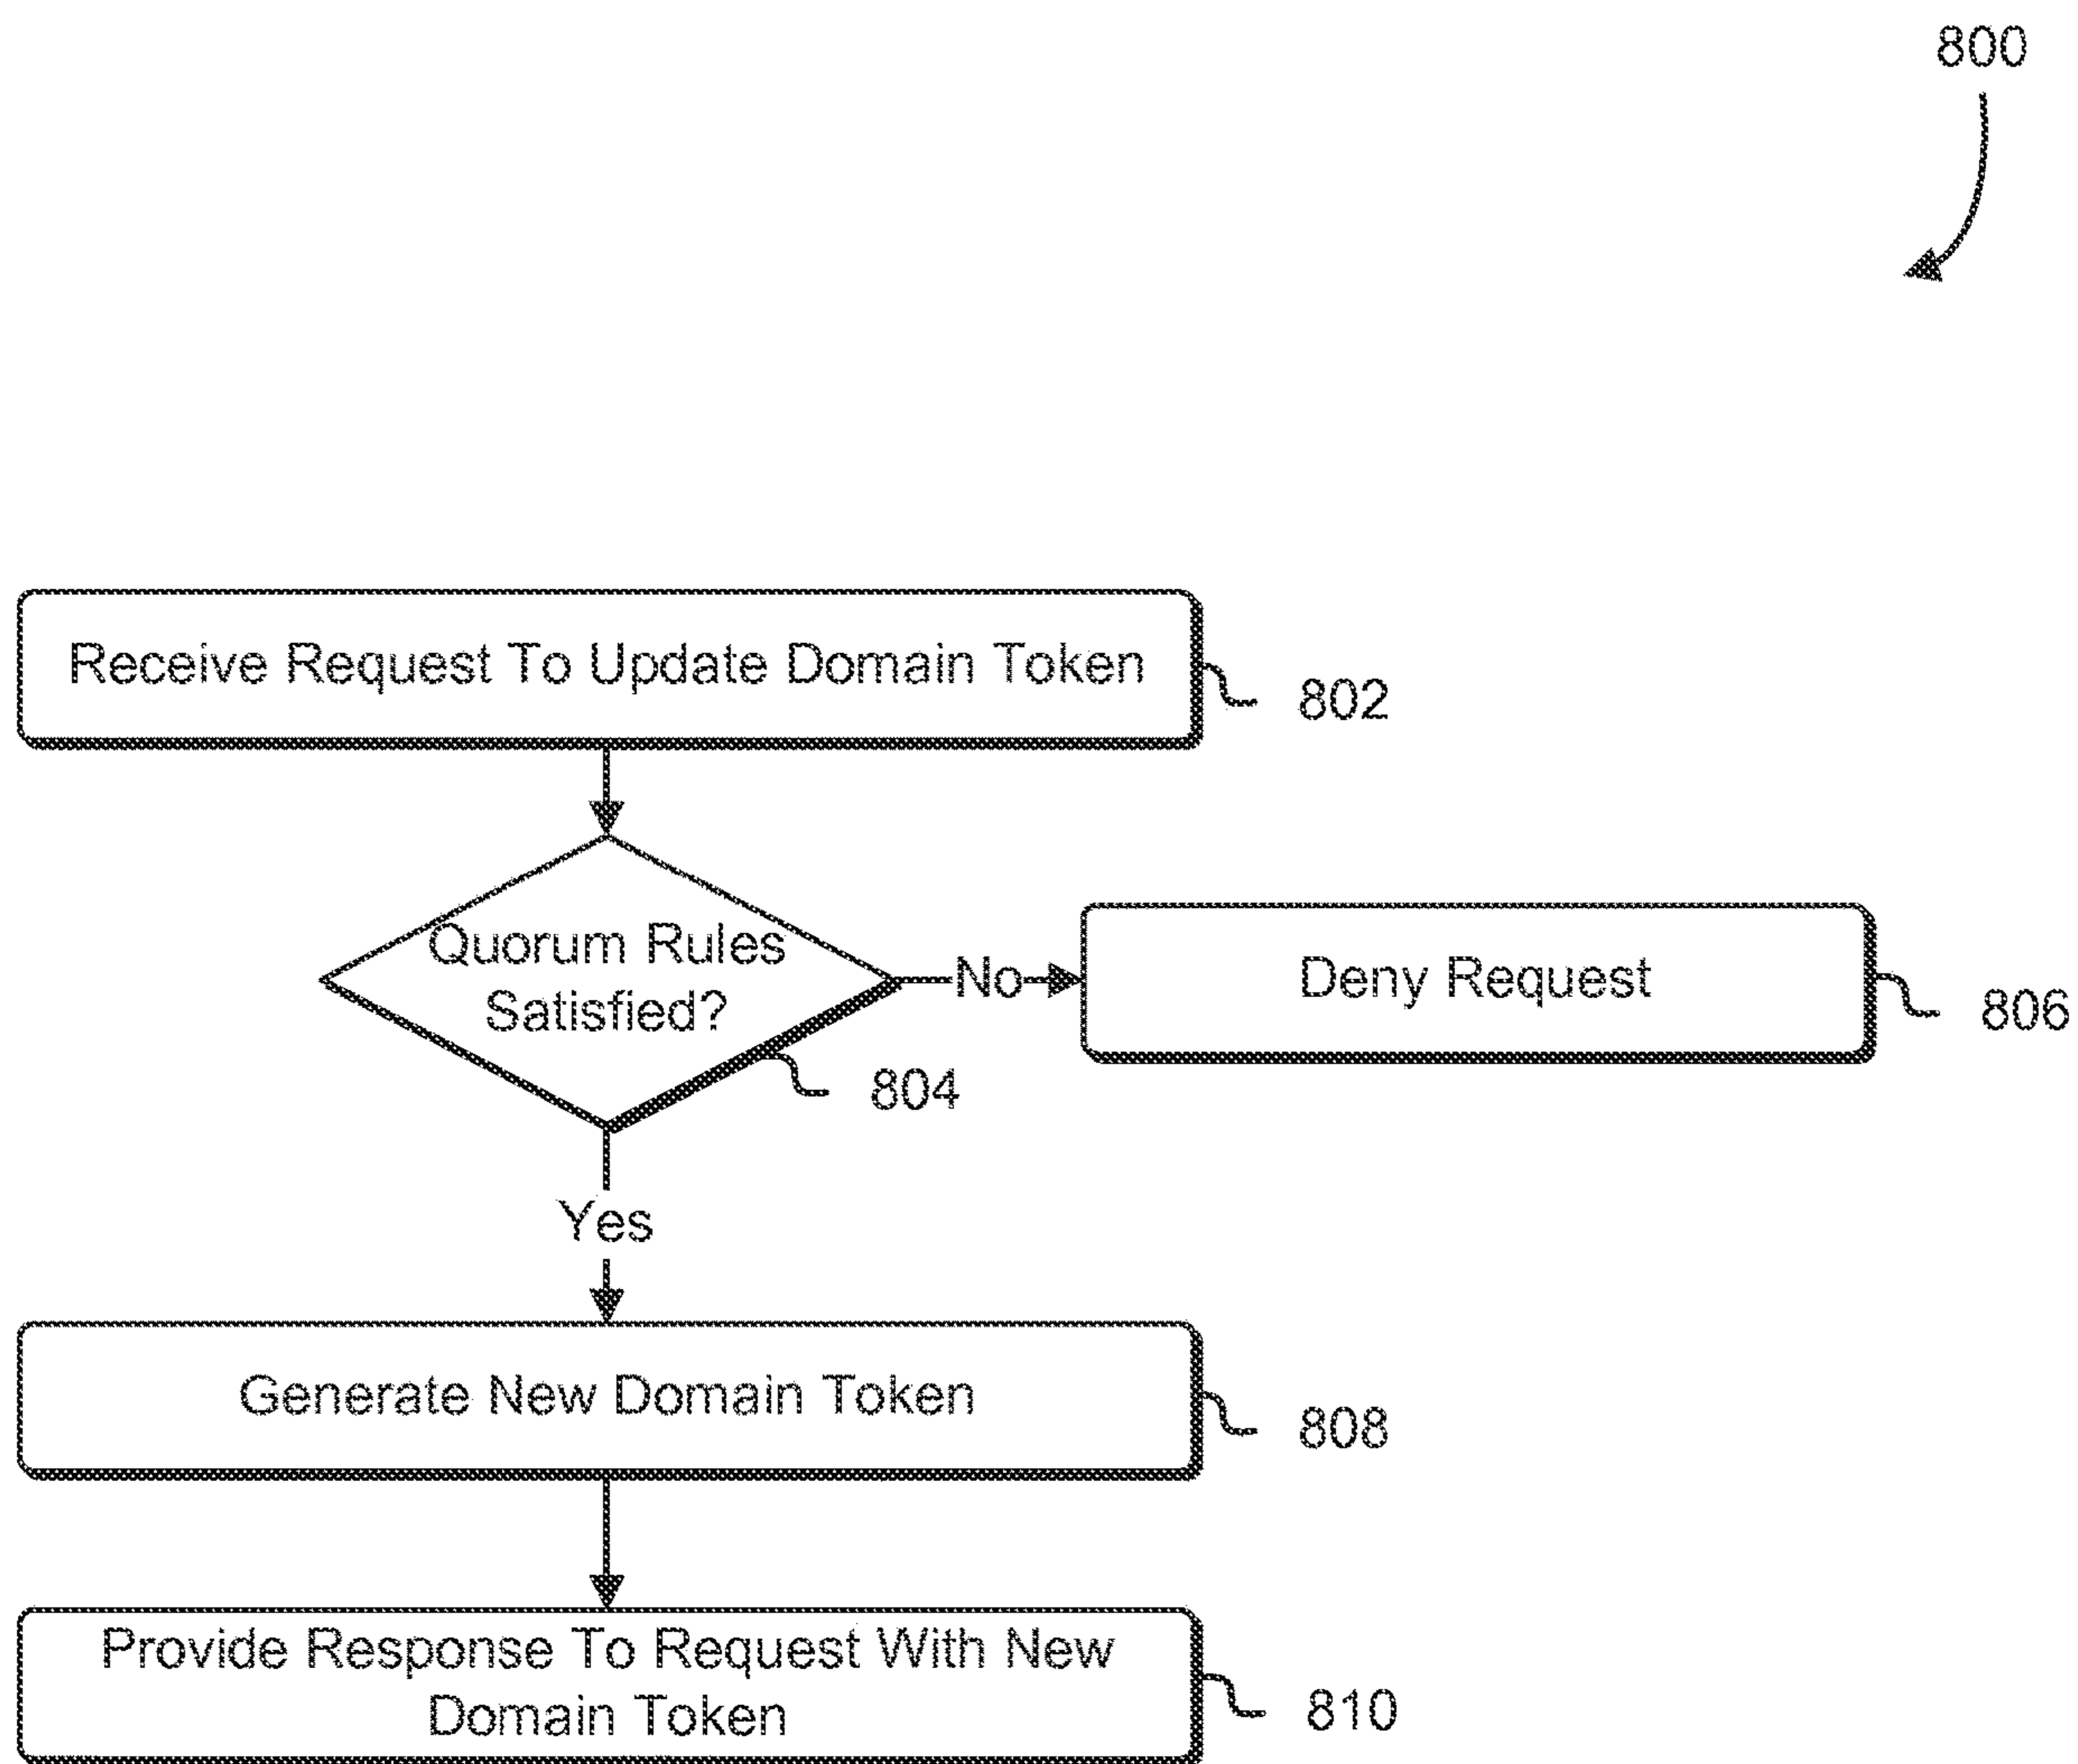 800
Receive Request To Update Domain Token
802
Quorum Rules
Satisfied?
No
Deny Request
806
804
Yes
Generate New Domain Token
808
Provide Response To Request With New
Domain Token
810